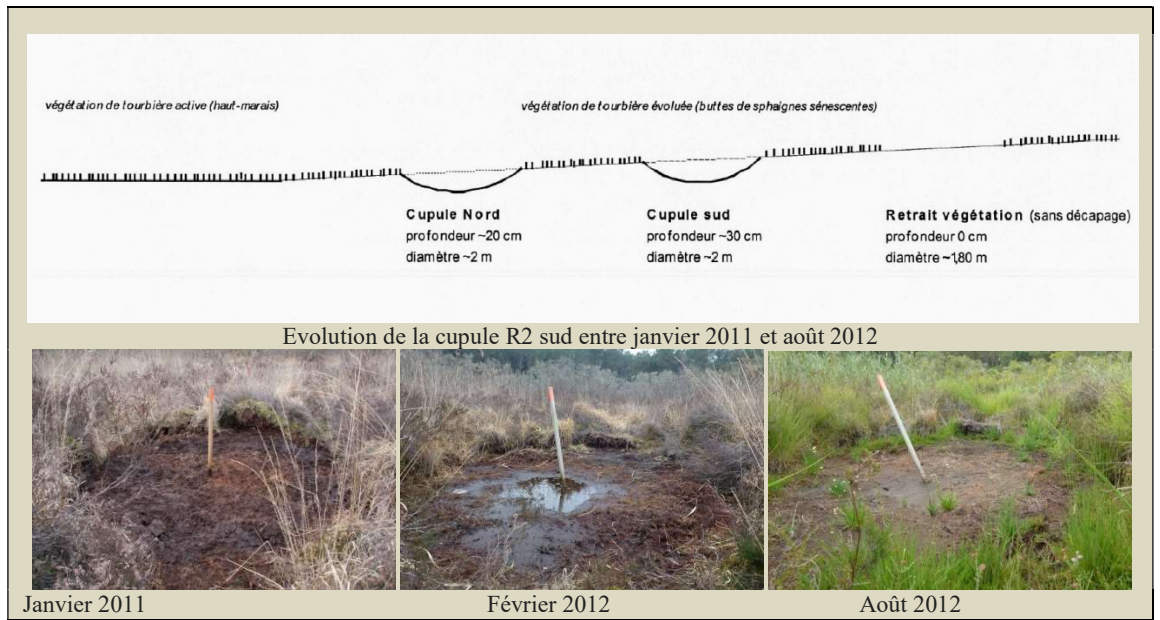 végétation de tourbière active (haut-marais)
végétation de tourbière évoluée (buttes de sphaignes sénescentes)
Cupule Nord
profondeur ~20 cm
diamètre ~2 m
Cupule sud
profondeur ~30 cm
diamètre ~2 m
Retrait végétation (sans décapage)
profondeur 0 cm
diamètre ~1,80 m
Evolution de la cupule R2 sud entre janvier 2011 et août 2012
Janvier 2011
Février 2012
Août 2012